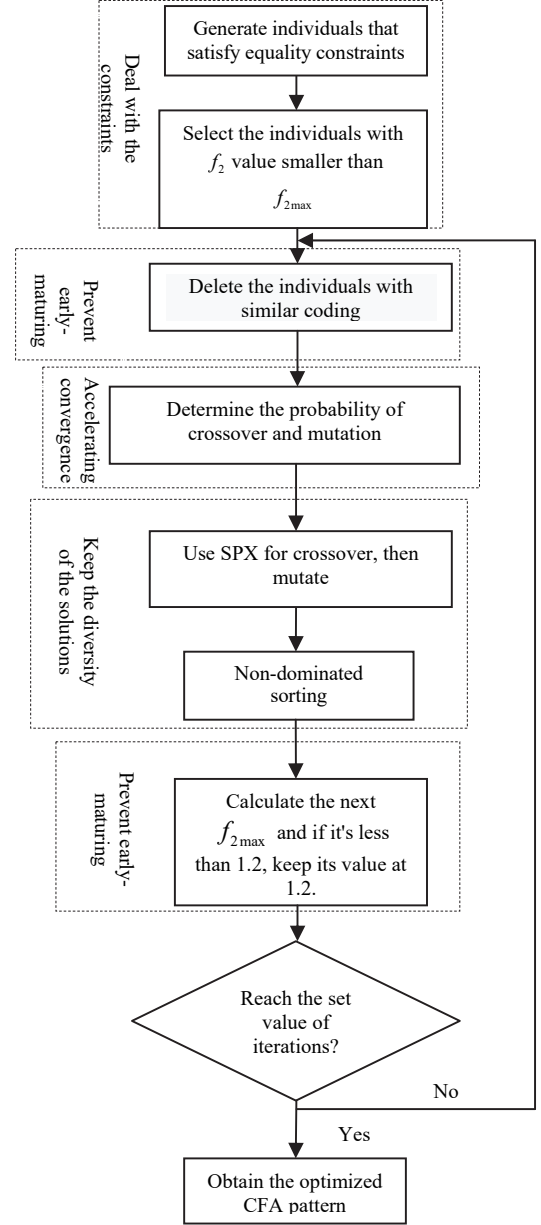 Deal with the
constraints
Generate individuals that
satisfy equality constraints
Select the individuals with
f2 value smaller than
f2max
Prevent
early-
maturing
Delete the individuals with
similar coding
Accelerating
convergence
Determine the probability of
crossover and mutation
Keep the diversity
of the solutions
Use SPX for crossover, then
mutate
Non-dominated
sorting
Prevent early-
maturing
Calculate the next
f2max and if it's less
than 1.2, keep its value at
1.2.
Reach the set
value of
iterations?
No
Yes
Obtain the optimized
CFA pattern